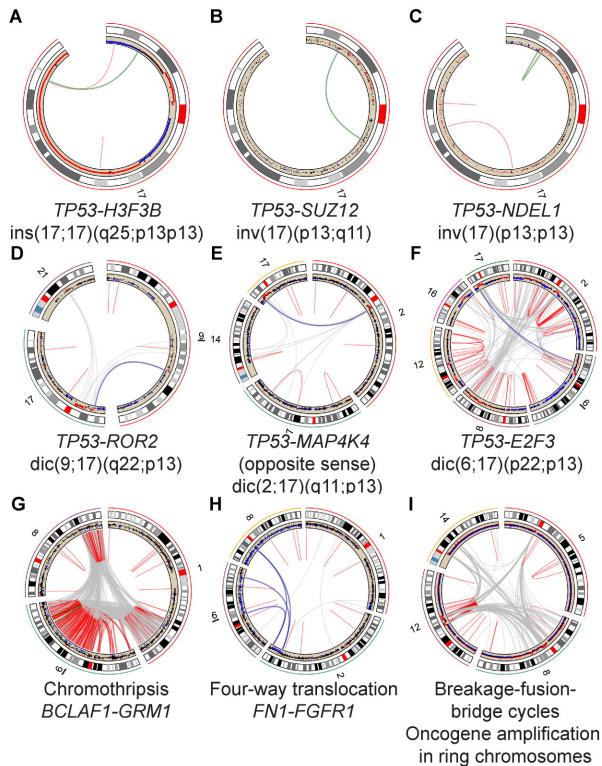 A
B
C
17
17
17
TP53-H3F3B
ins(17;17)(q25;p13p13)
TP53-SUZ12
inv(17)(p13;q11)
TP53-NDEL1
inv(17)(p13;p13)
D
E
F
21
9
17
17
2
14
17
2
16
12
8
TP53-ROR2
dic(9;17)(q22;p13)
TP53-MAP4K4
(opposite sense)
dic(2;17)(q11;p13)
TP53-E2F3
dic(6;17)(p22;p13)
G
H
I
8
1
8
1
2
14
5
12
8
Chromothripsis
BCLAF1-GRM1
Four-way translocation
FN1-FGFR1
Breakage-fusion-
bridge cycles
Oncogene amplification
in ring chromosomes